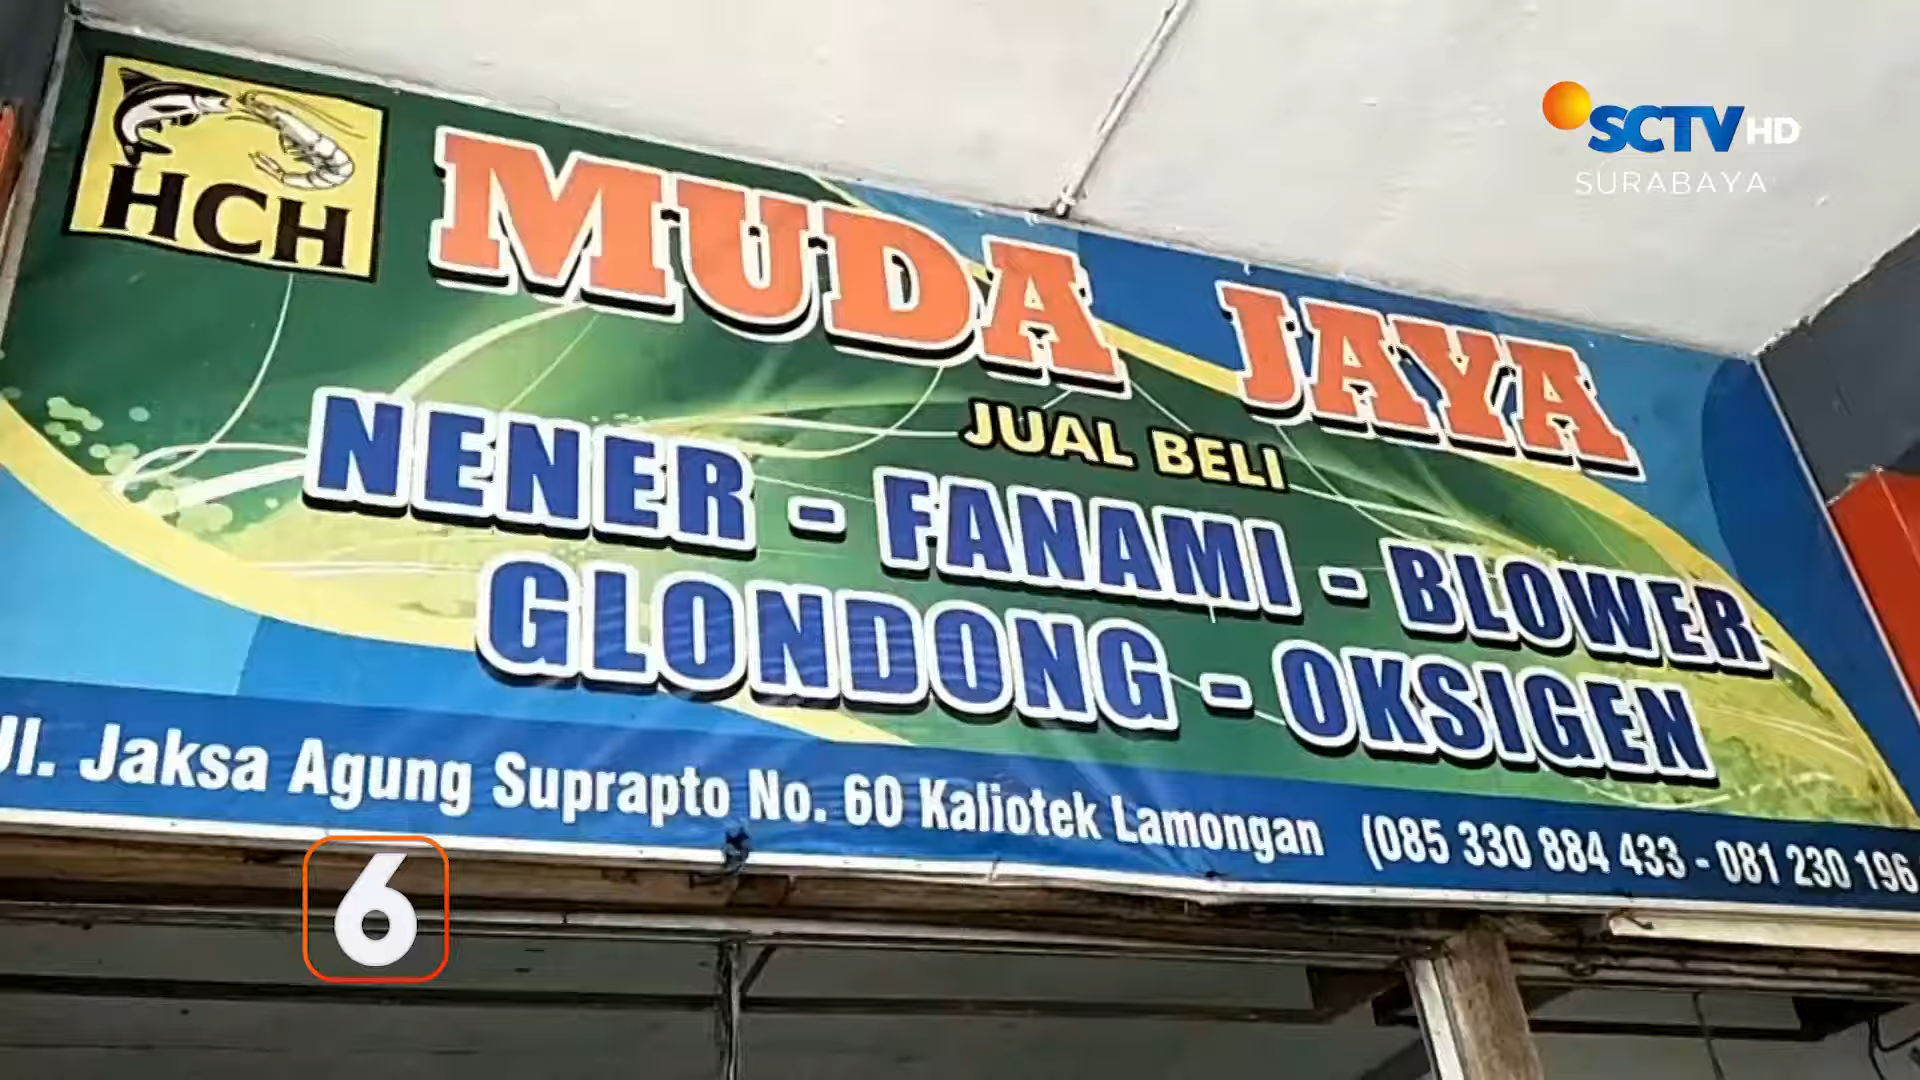 SCTV HD
SURABAYA
HCH
MUDA JAYA
JUAL BELI
NENER - FANAMI - BLOWER
GLONDONG - OKSIGEN
Jl. Jaksa Agung Suprapto No. 60 Kaliotek Lamongan (085 330 884 433 - 081 230 196
6